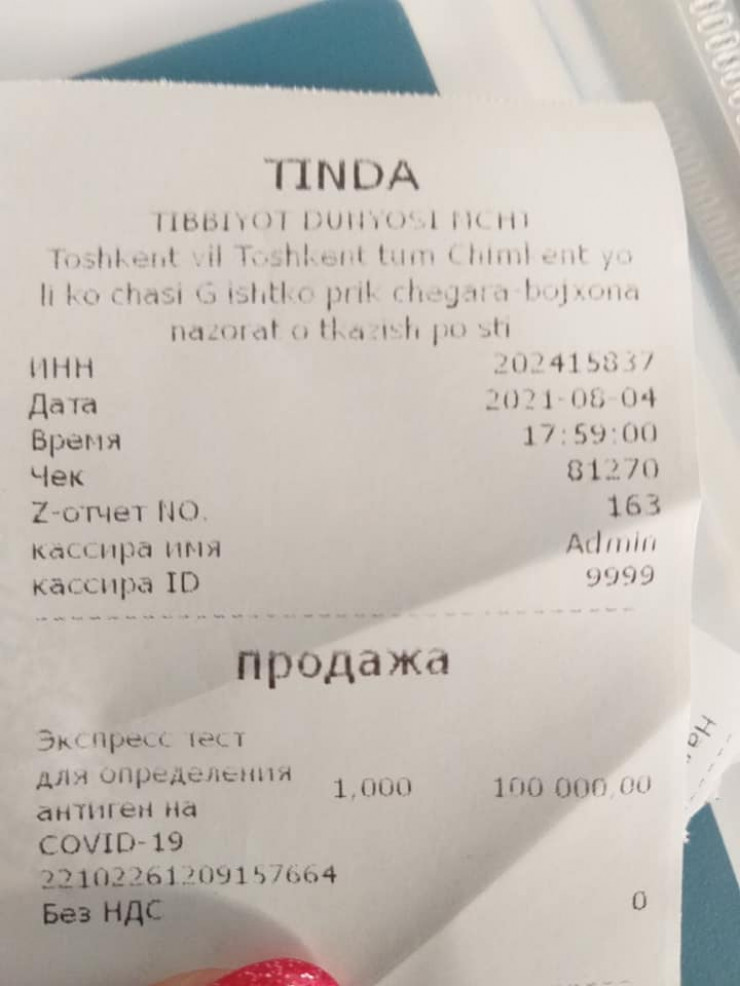 TINDA
TIBBIYOT DUNYOSI MCHJ
Toshkent vil Toshkent tum Chimkent yo
li ko chasi G ishtko prik chegara-bojxona
nazorat o tkazish po sti
ИНН 202415837
Дата 2021-08-04
Время 17:59:00
Чек 81270
Z-отчет NO. 163
кассира имя Admin
кассира ID 9999
продажа
Экспресс тест
для определения 1,000 100 000,00
антиген на
COVID-19
22102261209157664
Без НДС 0